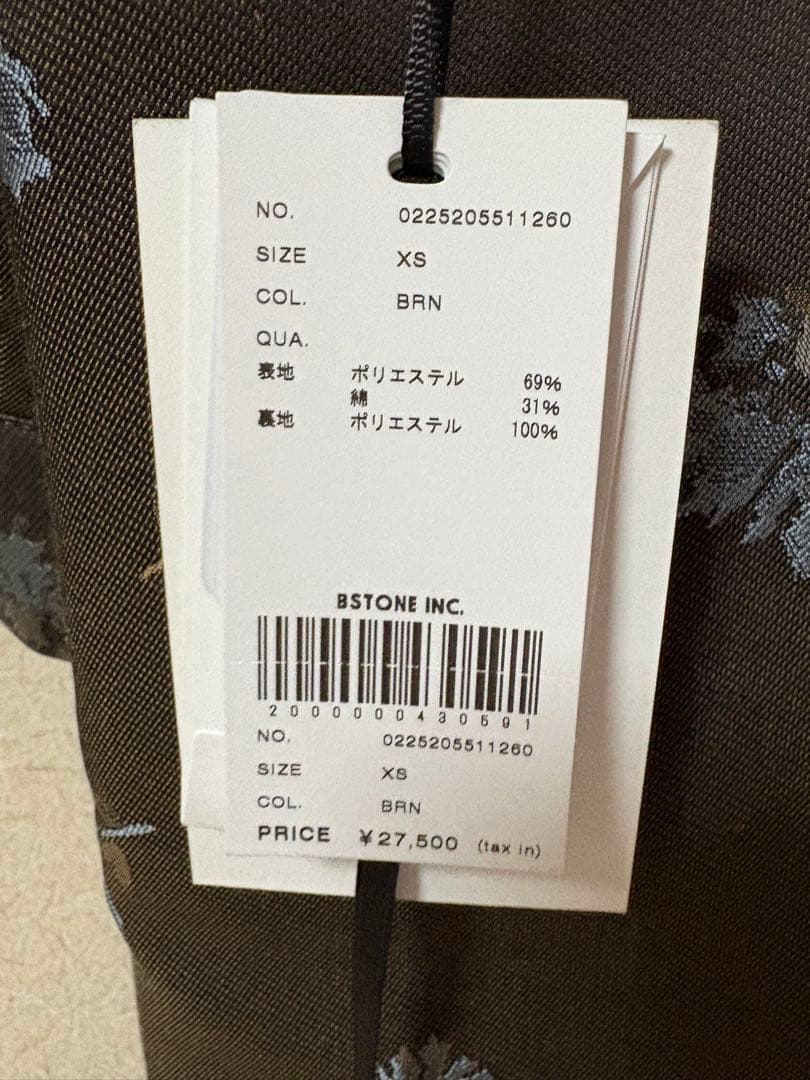 NO. 0225205511260
SIZE XS
COL. BRN
QUA.
表地 ポリエステル 69%
綿 31%
裏地 ポリエステル 100%
BSTONE INC.
2000000430591
NO. 0225205511260
SIZE XS
COL. BRN
PRICE ¥27,500 (tax in)